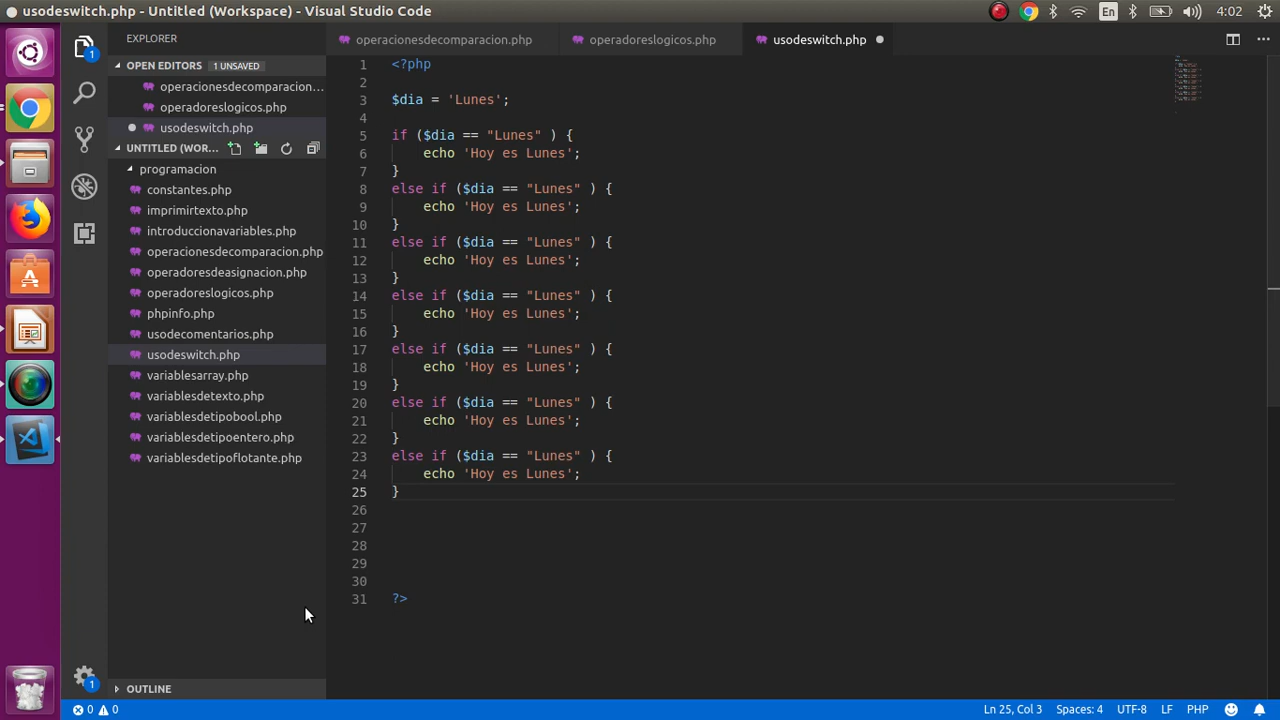 usodeswitch.php - Untitled (Workspace) - Visual Studio Code
En
4:02
EXPLORER
OPEN EDITORS 1 UNSAVED
operacionesdecomparacion...
operadoreslogicos.php
usodeswitch.php
UNTITLED (WOR...
programacion
constantes.php
imprimirtexto.php
introduccionavariables.php
operacionesdecomparacion.php
operadoresdeasignacion.php
operadoreslogicos.php
phpinfo.php
usodecomentarios.php
usodeswitch.php
variablesarray.php
variablesdetexto.php
variablesdetipobool.php
variablesdetipoentero.php
variablesdetipoflotante.php
OUTLINE
1
1
operacionesdecomparacion.php operadoreslogicos.php usodeswitch.php
1 <?php
2
3 $dia = 'Lunes';
4
5 if ($dia == "Lunes" ) {
6 echo 'Hoy es Lunes';
7 }
8 else if ($dia == "Lunes" ) {
9 echo 'Hoy es Lunes';
10 }
11 else if ($dia == "Lunes" ) {
12 echo 'Hoy es Lunes';
13 }
14 else if ($dia == "Lunes" ) {
15 echo 'Hoy es Lunes';
16 }
17 else if ($dia == "Lunes" ) {
18 echo 'Hoy es Lunes';
19 }
20 else if ($dia == "Lunes" ) {
21 echo 'Hoy es Lunes';
22 }
23 else if ($dia == "Lunes" ) {
24 echo 'Hoy es Lunes';
25 }
26
27
28
29
30
31 ?>
0 0 Ln 25, Col 3 Spaces: 4 UTF-8 LF PHP